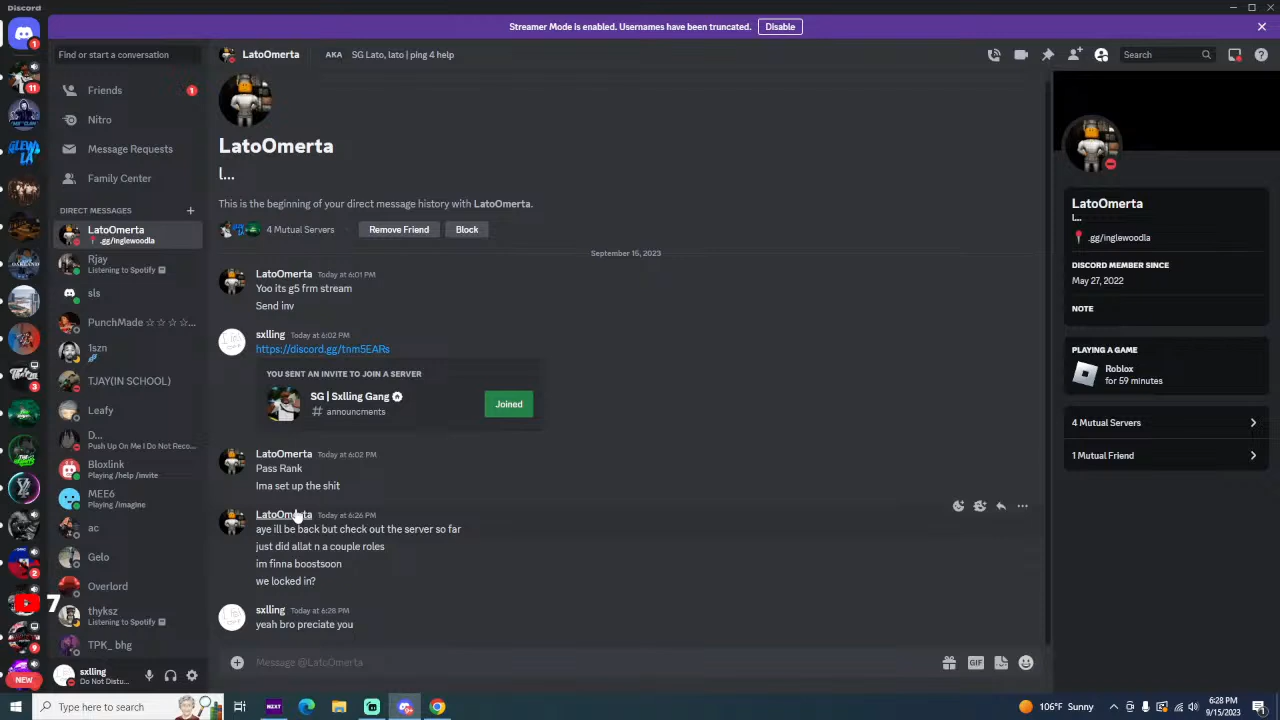 Discord
Streamer Mode is enabled. Usernames have been truncated.
Disable
Find or start a conversation
LatoOmerta
AKA SG Lato, lato | ping 4 help
Search
1
11
3
2
9
NEW
7
Friends
1
Nitro
Message Requests
Family Center
DIRECT MESSAGES
LatoOmerta
.gg/inglewoodla
Rjay
Listening to Spotify
sls
PunchMade ☆ ☆ ☆ ☆...
1szn
TJAY(IN SCHOOL)
Leafy
D...
Push Up On Me I Do Not Reco...
Bloxlink
Playing /help /invite
MEE6
Playing /imagine
ac
Gelo
Overlord
thyksz
Listening to Spotify
TPK_ bhg
sxlling
Do Not Distu...
LatoOmerta
l...
This is the beginning of your direct message history with LatoOmerta.
4 Mutual Servers
Remove Friend
Block
September 15, 2023
LatoOmerta Today at 6:01 PM
Yoo its g5 frm stream
Send inv
sxlling Today at 6:02 PM
https://discord.gg/tnm5EARs
YOU SENT AN INVITE TO JOIN A SERVER
SG | Sxlling Gang
# announcments
Joined
LatoOmerta Today at 6:02 PM
Pass Rank
Ima set up the shit
LatoOmerta Today at 6:26 PM
aye ill be back but check out the server so far
just did allat n a couple roles
im finna boostsoon
we locked in?
sxlling Today at 6:28 PM
yeah bro preciate you
Message @LatoOmerta
GIF
LatoOmerta
l...
.gg/inglewoodla
DISCORD MEMBER SINCE
May 27, 2022
NOTE
PLAYING A GAME
Roblox
for 59 minutes
4 Mutual Servers
1 Mutual Friend
Type here to search
NZXT
106°F Sunny
6:28 PM
9/15/2023